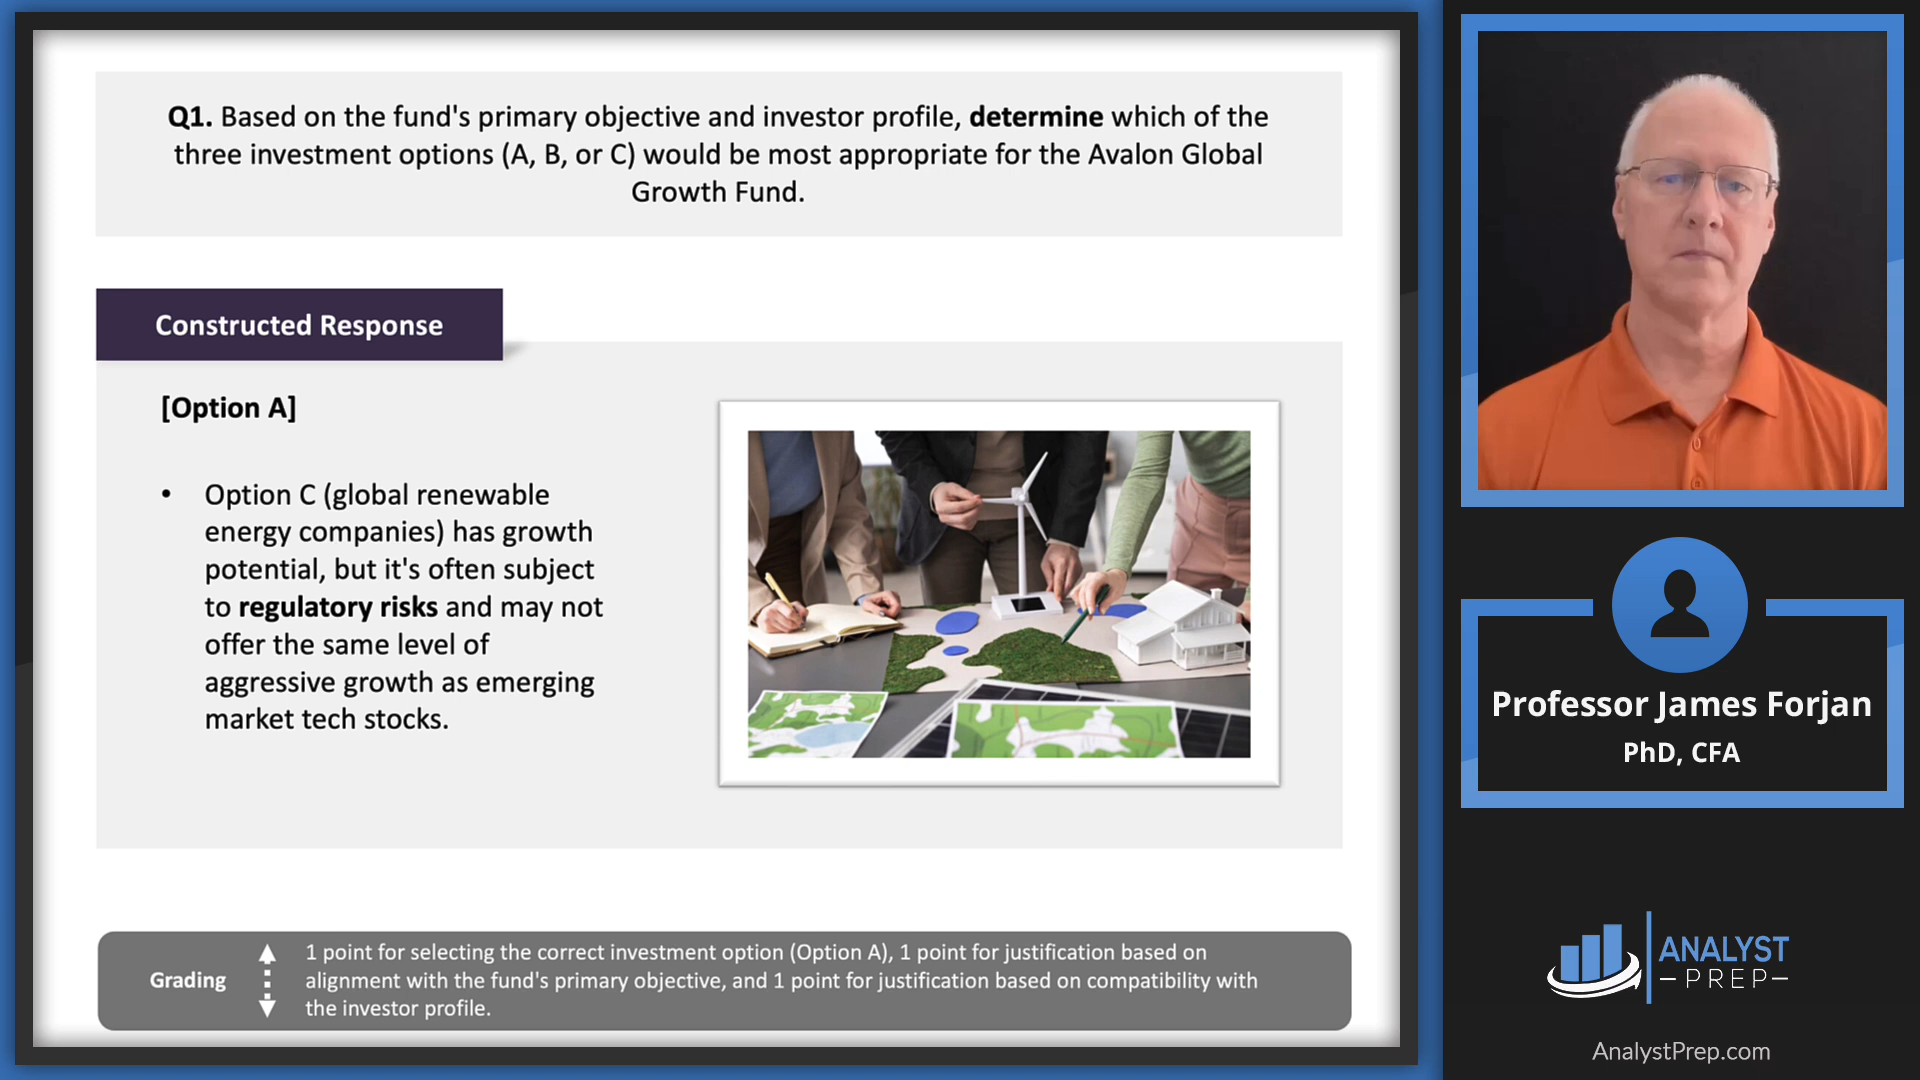 Q1. Based on the fund's primary objective and investor profile, determine which of the
three investment options (A, B, or C) would be most appropriate for the Avalon Global
Growth Fund.
Constructed Response
[Option A]
• Option C (global renewable
energy companies) has growth
potential, but it's often subject
to regulatory risks and may not
offer the same level of
aggressive growth as emerging
market tech stocks.
Grading
1 point for selecting the correct investment option (Option A), 1 point for justification based on
alignment with the fund's primary objective, and 1 point for justification based on compatibility with
the investor profile.
Professor James Forjan
PhD, CFA
ANALYST
PREP
AnalystPrep.com